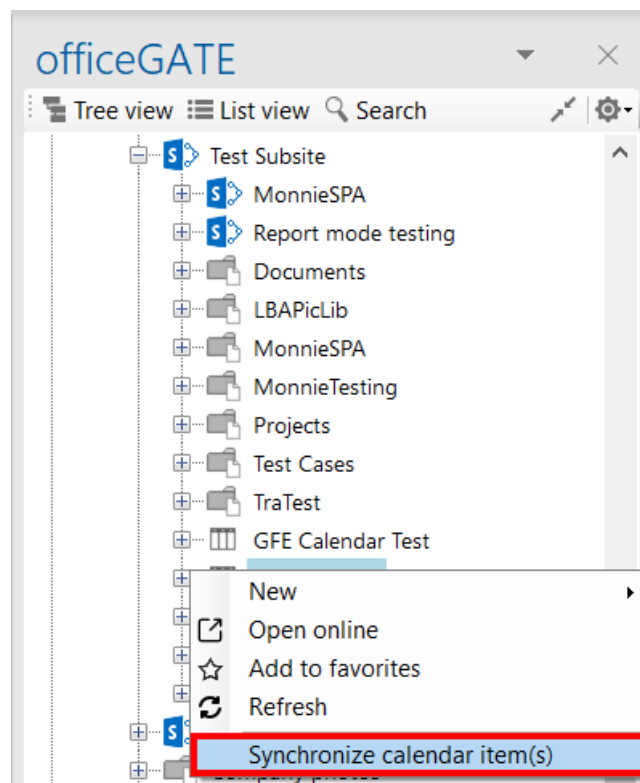 officeGATE
Tree view List view Search
Test Subsite
MonnieSPA
Report mode testing
Documents
LBAPicLib
MonnieSPA
MonnieTesting
Projects
Test Cases
TraTest
GFE Calendar Test
New
Open online
Add to favorites
Refresh
Synchronize calendar item(s)